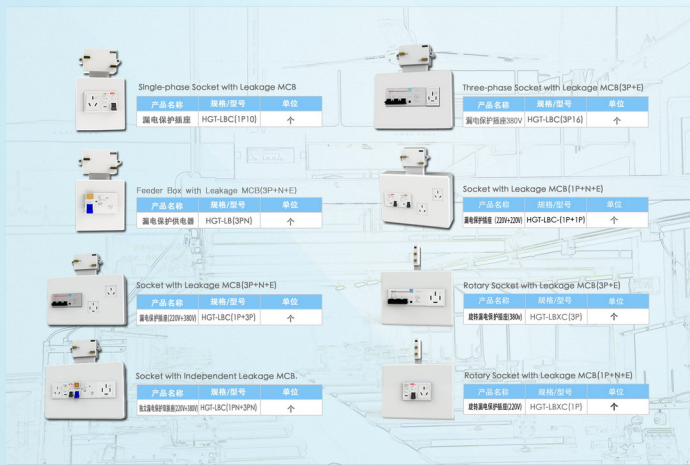 Single-phase Socket with Leakage MCB
产品名称 规格/型号 单位
漏电保护插座 HGT-LBC(1P10) 个
Three-phase Socket with Leakage MCB(3P+E)
产品名称 规格/型号 单位
漏电保护插座380V HGT-LBC(3P16) 个
Feeder Box with Leakage MCB(3P+N+E)
产品名称 规格/型号 单位
漏电保护供电器 HGT-LB(3PN) 个
Socket with Leakage MCB(1P+N+E)
产品名称 规格/型号 单位
漏电保护插座 (220V+220V) HGT-LBC-(1P+1P) 个
Socket with Leakage MCB(3P+N+E)
产品名称 规格/型号 单位
漏电保护插座(220V+380V) HGT-LBC(1P+3P) 个
Rotary Socket with Leakage MCB(3P+E)
产品名称 规格/型号 单位
旋转漏电保护插座(380v) HGT-LBXC(3P) 个
Socket with Independent Leakage MCB.
产品名称 规格/型号 单位
独立漏电保护双插座(220V+380V) HGT-LBC(1PN+3PN) 个
Rotary Socket with Leakage MCB(1P+N+E)
产品名称 规格/型号 单位
旋转漏电保护插座(220V) HGT-LBXC(1P) 个